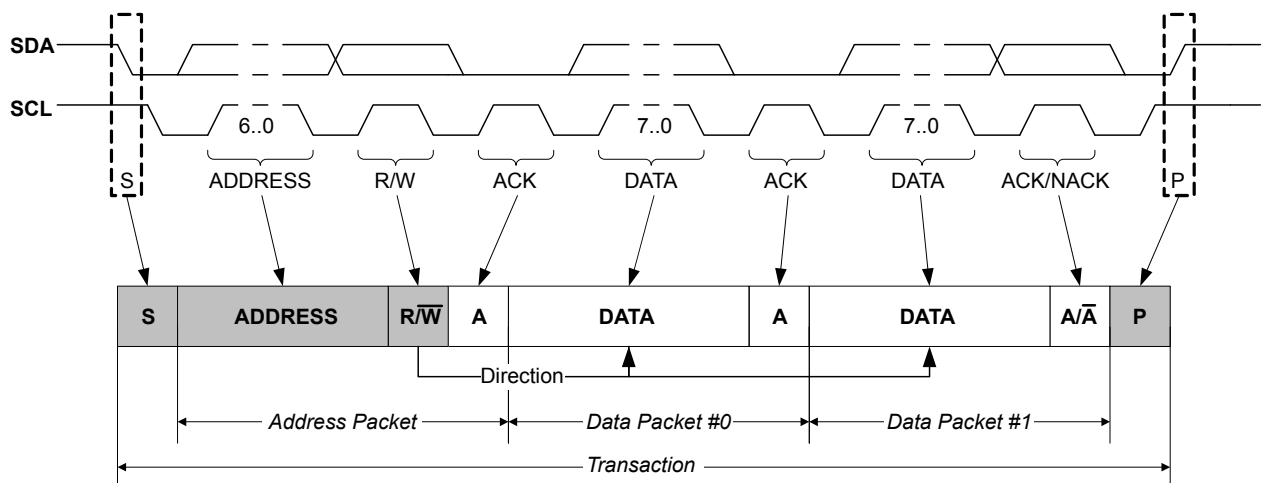 SDA
SCL
6..0
7..0
7..0
S
ADDRESS
R/W
ACK
DATA
ACK
DATA
ACK/NACK
P
S
ADDRESS
R/W̅
A
DATA
A
DATA
A/A̅
P
Direction
Address Packet
Data Packet #0
Data Packet #1
Transaction